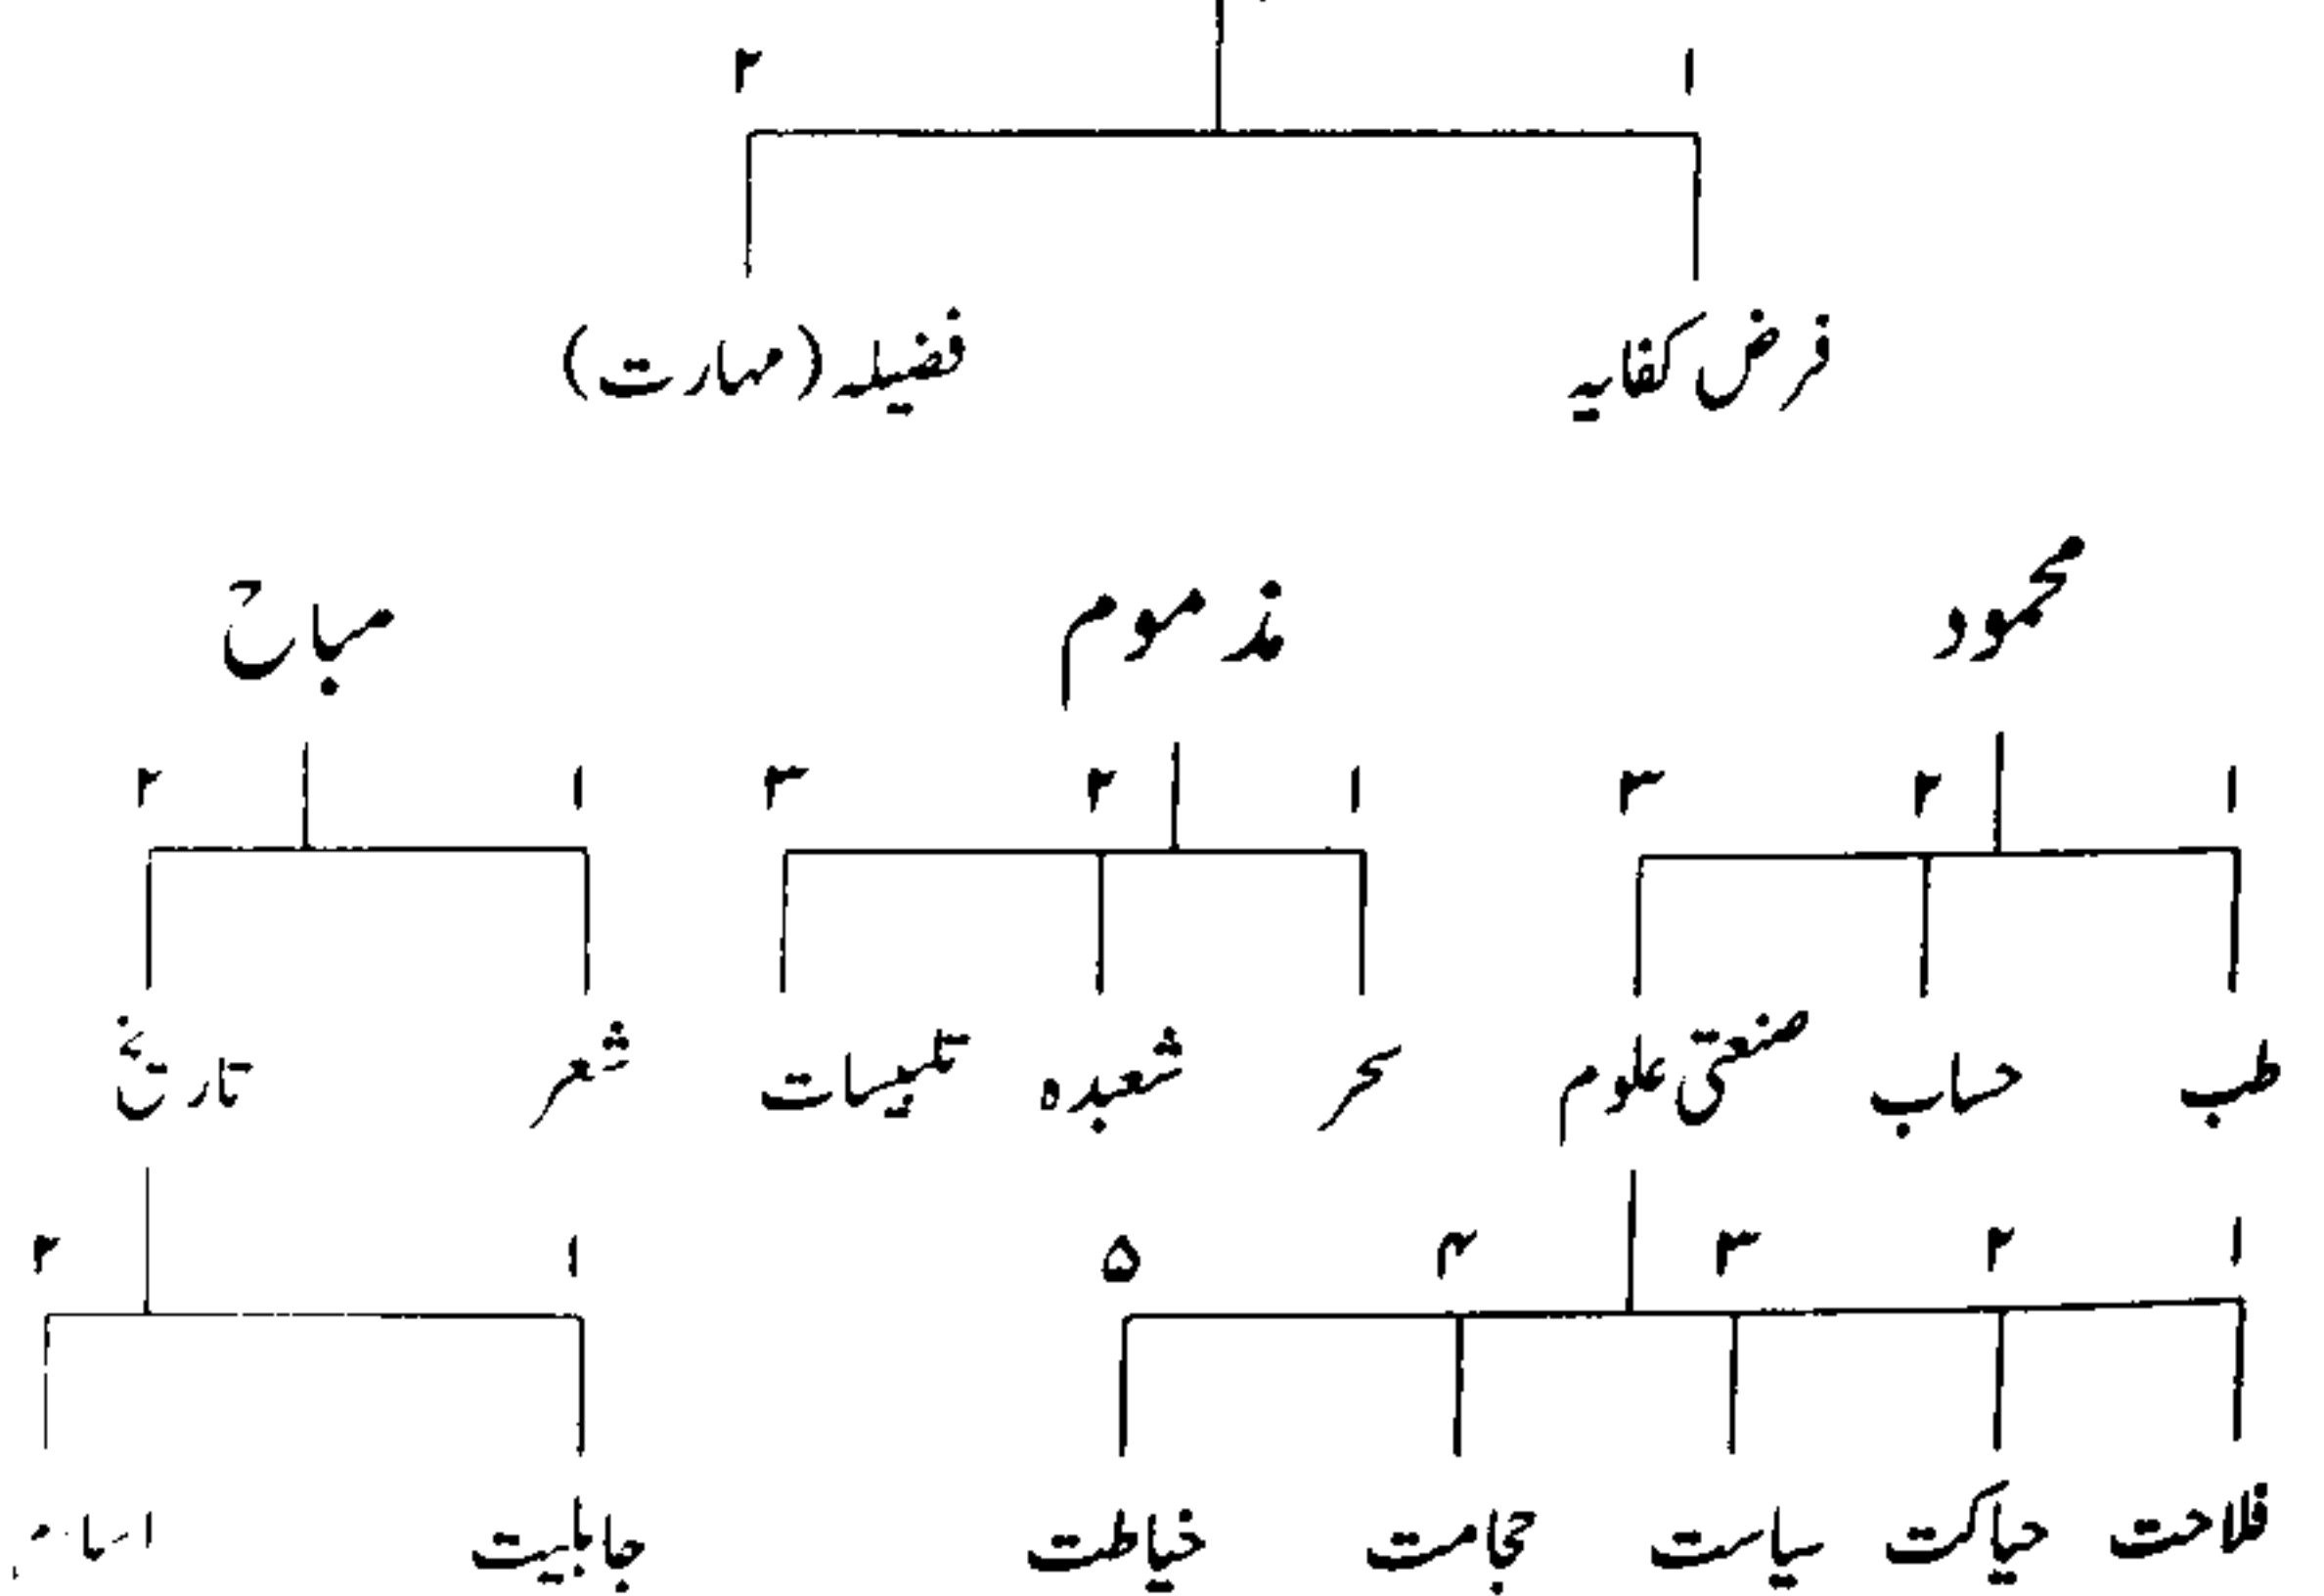 ۱ ۲
فرض کفایہ فضیلہ (مہارت)
محمود مذموم مباح
۱ ۲ ۳ ۱ ۲ ۳ ۱ ۲
طب حساب صنعتی علوم سحر شعبدہ تلبیسات شعر تاریخ
۱ ۲ ۳ ۴ ۵ ۱ ۲
فلاحت حیاکت سیاست حجامت خیاطت جاہلیت